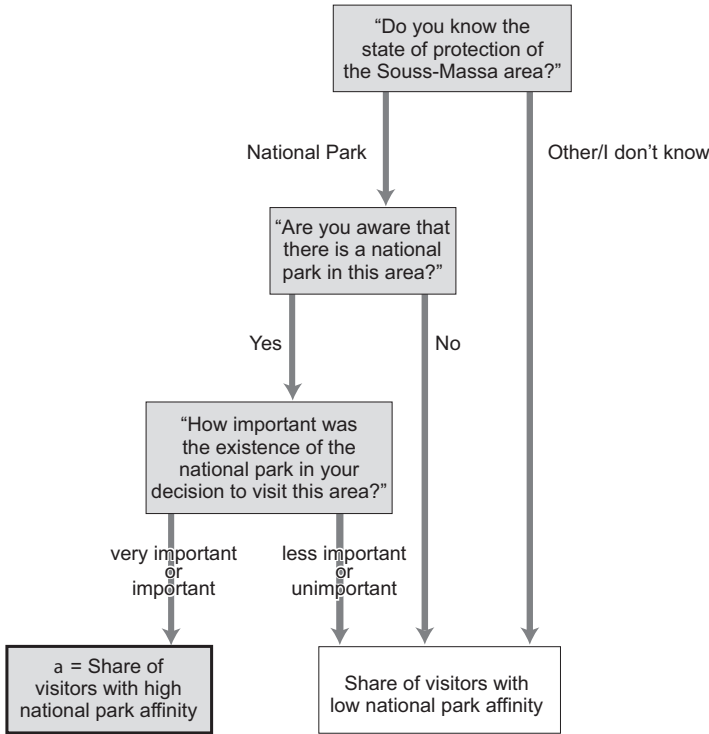 “Do you know the
state of protection of
the Souss-Massa area?”
National Park
Other/I don’t know
“Are you aware that
there is a national
park in this area?”
Yes
No
“How important was
the existence of the
national park in your
decision to visit this area?”
very important
or
important
less important
or
unimportant
a = Share of
visitors with high
national park affinity
Share of visitors with
low national park affinity